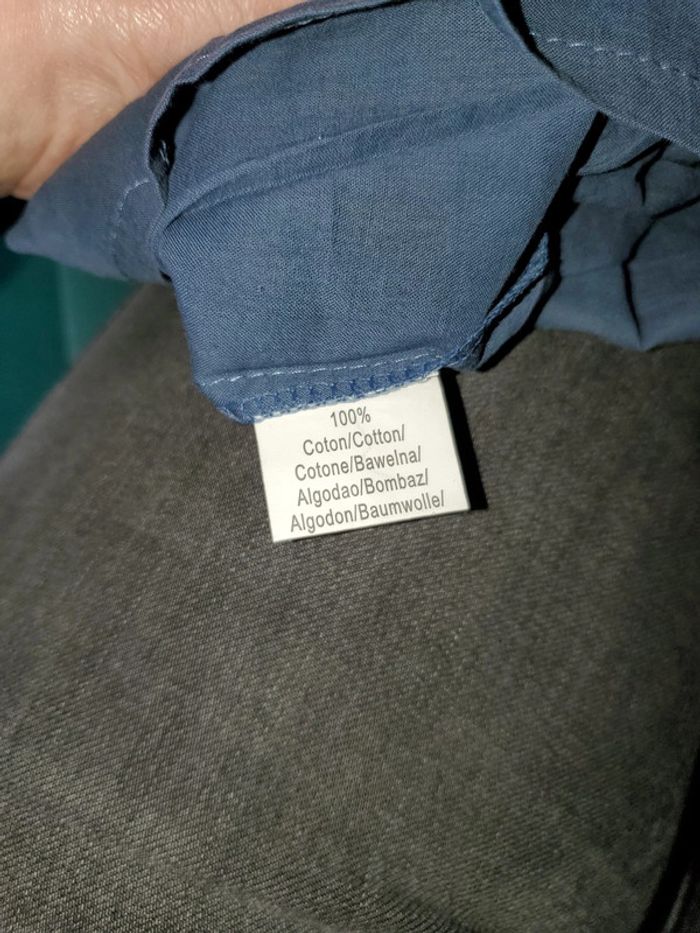 100%
Coton/Cotton/
Cotone/Bawelna/
Algodao/Bombaz/
Algodon/Baumwolle/